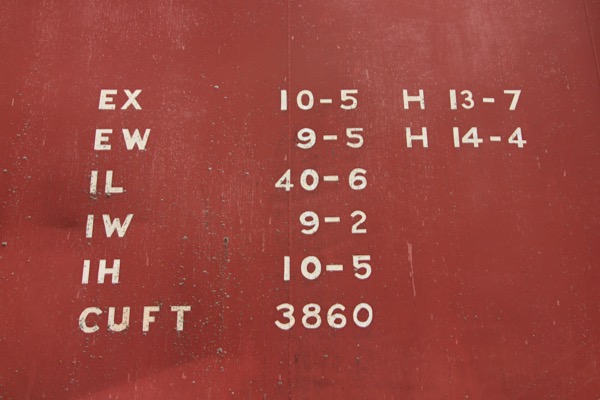 EX 10-5 H 13-7
EW 9-5 H 14-4
IL 40-6
IW 9-2
IH 10-5
CUFT 3860